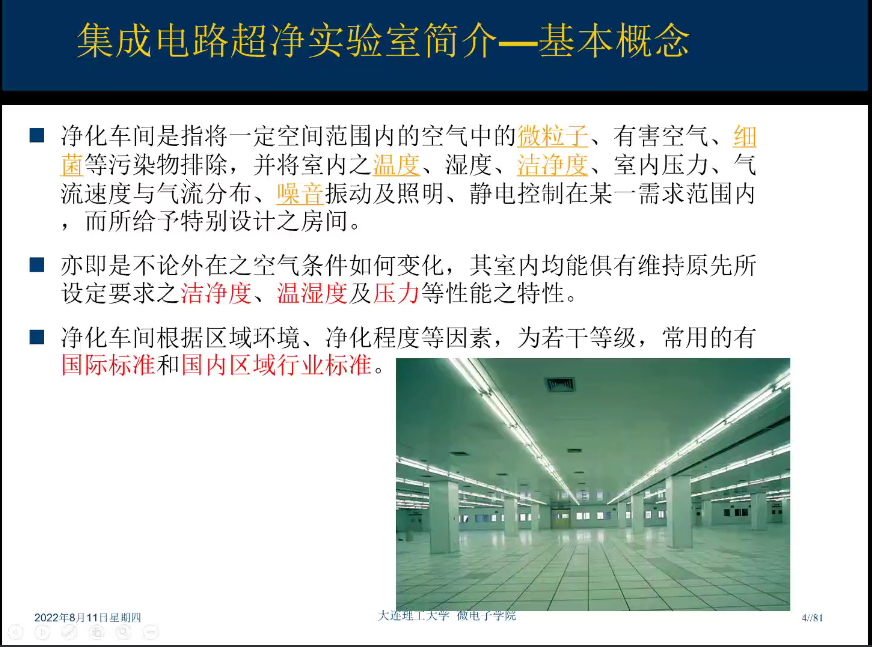 集成电路超净实验室简介—基本概念
净化车间是指将一定空间范围内的空气中的微粒子、有害空气、细
菌等污染物排除，并将室内之温度、湿度、洁净度、室内压力、气
流速度与气流分布、噪音振动及照明、静电控制在某一需求范围内
，而所给予特别设计之房间。
亦即是不论外在之空气条件如何变化，其室内均能俱有维持原先所
设定要求之洁净度、温湿度及压力等性能之特性。
净化车间根据区域环境、净化程度等因素，为若干等级，常用的有
国际标准和国内区域行业标准。
2022年8月11日星期四
大连理工大学 微电子学院
4//81